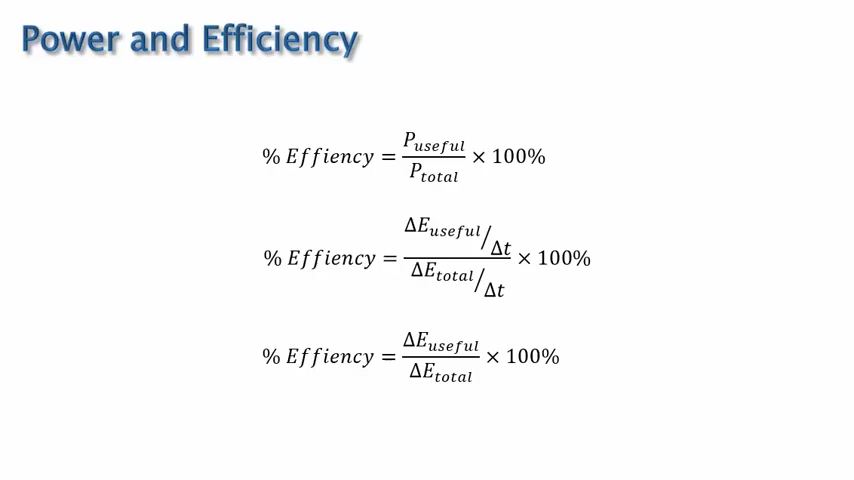 Power and Efficiency
% Effiency = P_useful / P_total × 100%
% Effiency = ΔE_useful/Δt / ΔE_total/Δt × 100%
% Effiency = ΔE_useful / ΔE_total × 100%